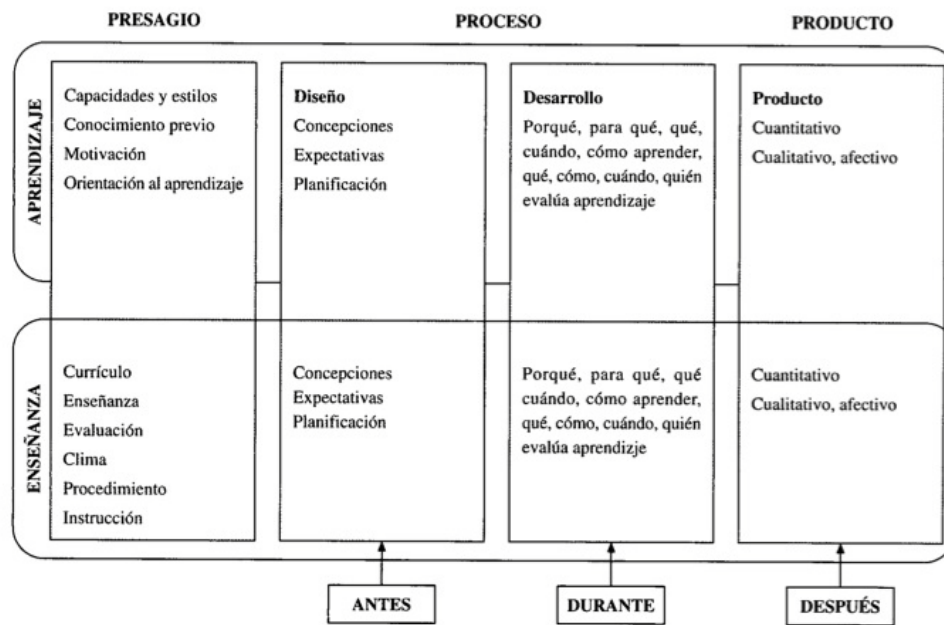 PRESAGIO
PROCESO
PRODUCTO
APRENDIZAJE
Capacidades y estilos
Conocimiento previo
Motivación
Orientación al aprendizaje
Diseño
Concepciones
Expectativas
Planificación
Desarrollo
Porqué, para qué, qué,
cuándo, cómo aprender,
qué, cómo, cuándo, quién
evalúa aprendizaje
Producto
Cuantitativo
Cualitativo, afectivo
ENSEÑANZA
Currículo
Enseñanza
Evaluación
Clima
Procedimiento
Instrucción
Concepciones
Expectativas
Planificación
Porqué, para qué, qué
cuándo, cómo aprender,
qué, cómo, cuándo, quién
evalúa aprendizje
Cuantitativo
Cualitativo, afectivo
ANTES
DURANTE
DESPUÉS